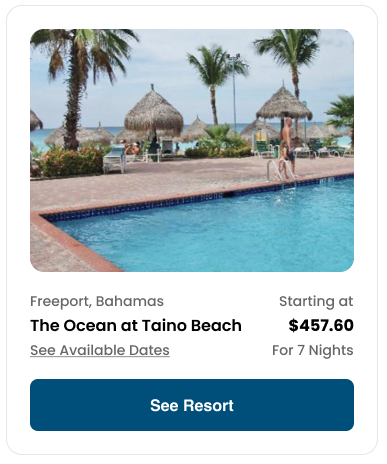 Freeport, Bahamas
Starting at
The Ocean at Taino Beach
$457.60
See Available Dates
For 7 Nights
See Resort